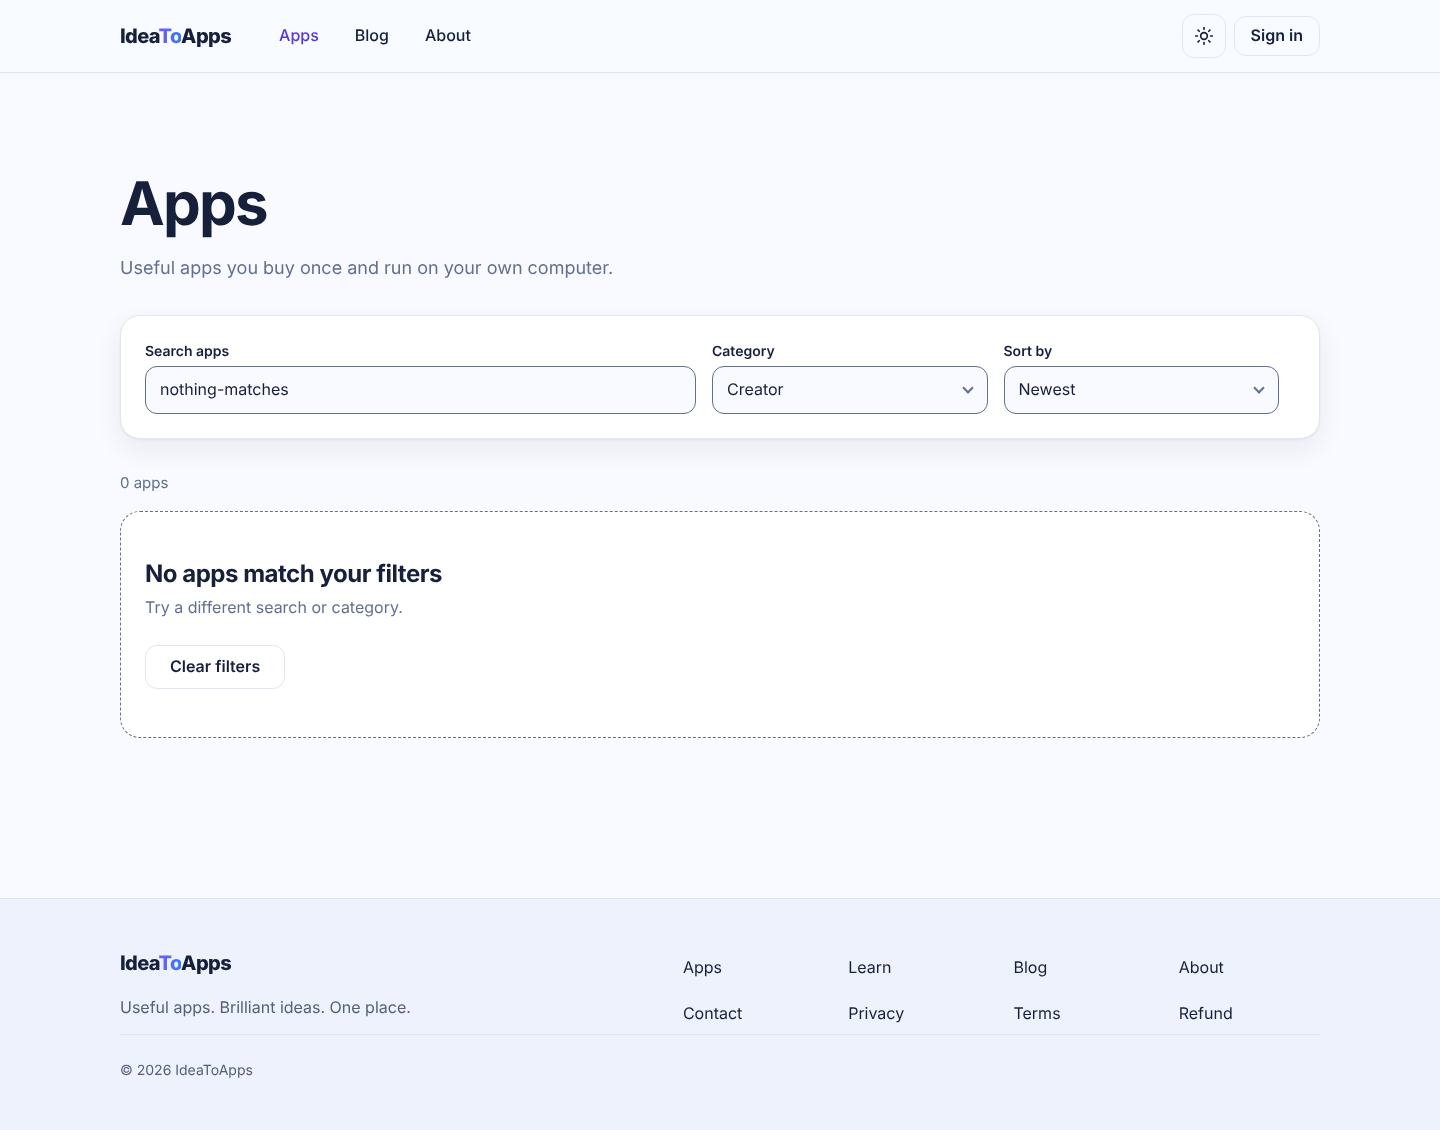 IdeaToApps Apps Blog About Sign in
Apps
Useful apps you buy once and run on your own computer.
Search apps Category Sort by
nothing-matches Creator Newest
0 apps
No apps match your filters
Try a different search or category.
Clear filters
IdeaToApps Apps Learn Blog About
Useful apps. Brilliant ideas. One place. Contact Privacy Terms Refund
© 2026 IdeaToApps